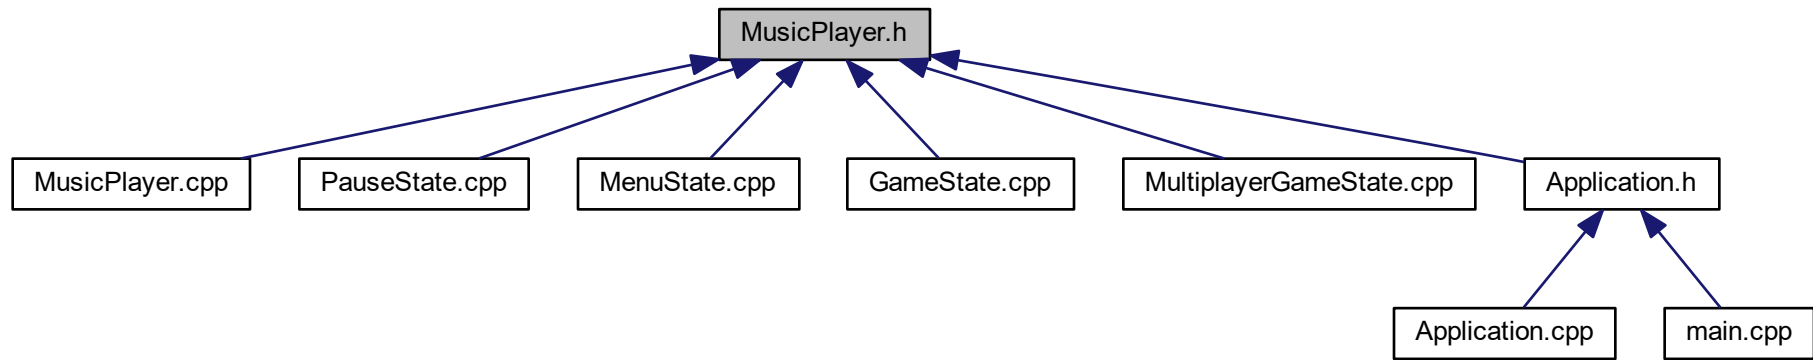 MusicPlayer.h
MusicPlayer.cpp
PauseState.cpp
MenuState.cpp
GameState.cpp
MultiplayerGameState.cpp
Application.h
Application.cpp
main.cpp